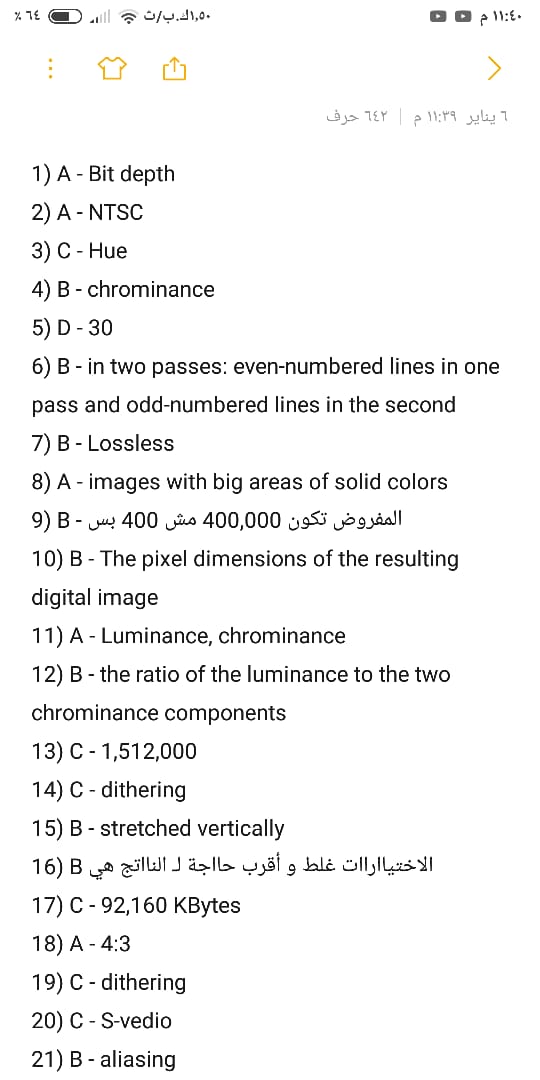 ٪ ٦٤ ١,٥٠ك.ب/ث ١١:٤٠ م
٦ يناير ١١:٣٩ م | ٦٤٢ حرف
1) A - Bit depth
2) A - NTSC
3) C - Hue
4) B - chrominance
5) D - 30
6) B - in two passes: even-numbered lines in one
pass and odd-numbered lines in the second
7) B - Lossless
8) A - images with big areas of solid colors
9) B - المفروض تكون 400,000 مش 400 بس
10) B - The pixel dimensions of the resulting
digital image
11) A - Luminance, chrominance
12) B - the ratio of the luminance to the two
chrominance components
13) C - 1,512,000
14) C - dithering
15) B - stretched vertically
16) B الاختيااراات غلط و أقرب حااجة لـ النااتج هي
17) C - 92,160 KBytes
18) A - 4:3
19) C - dithering
20) C - S-vedio
21) B - aliasing